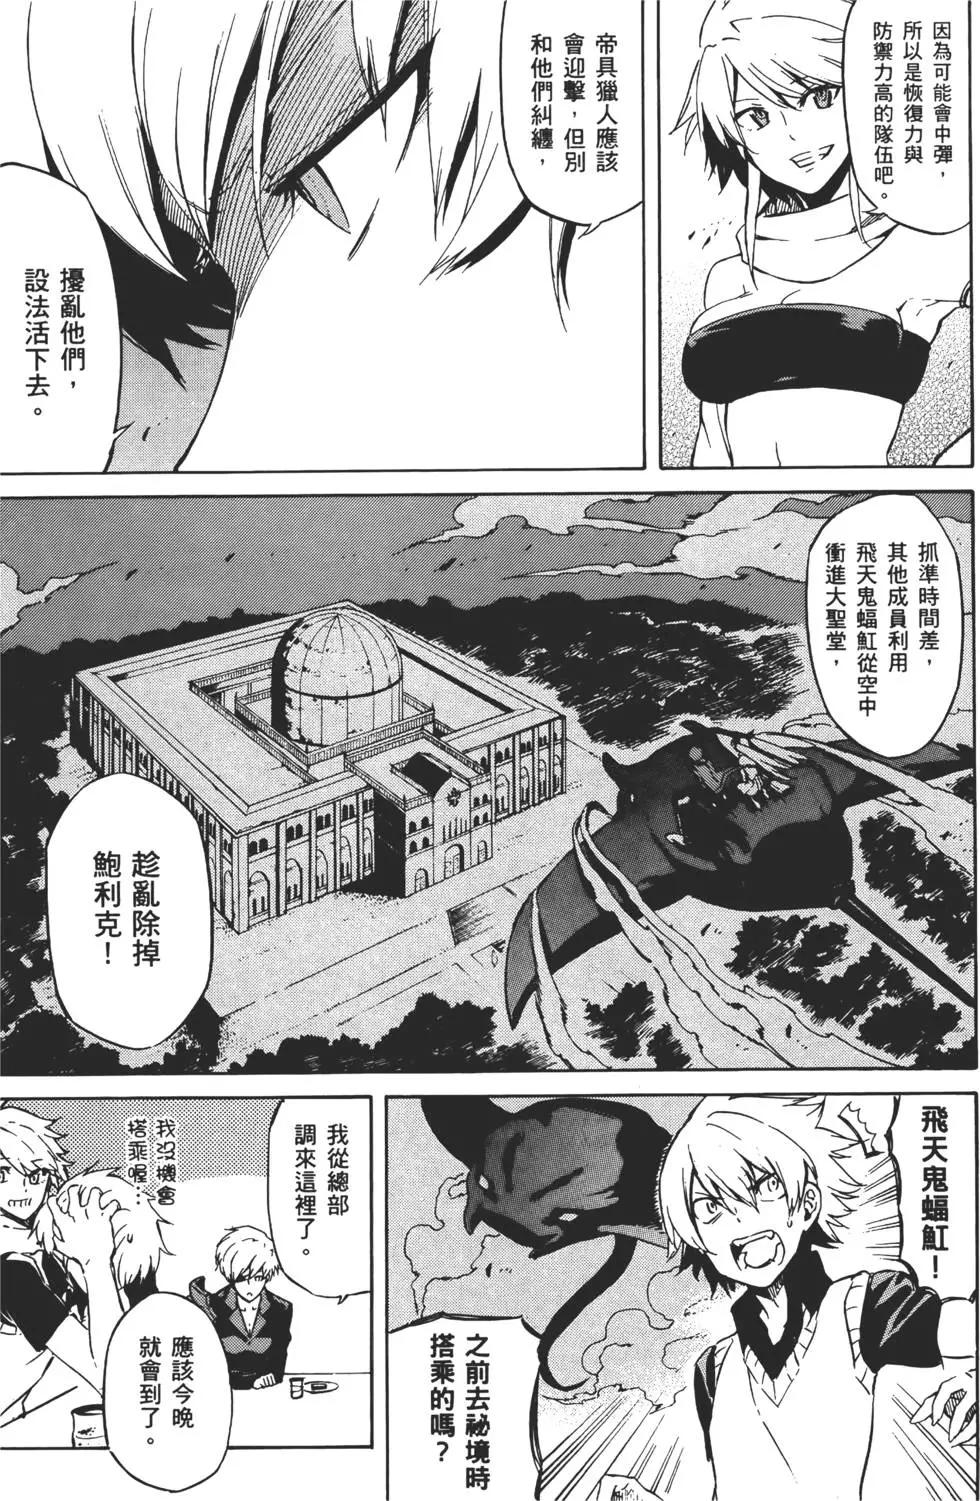 因為可能會中彈，
所以是恢復力與
防禦力高的隊伍吧。
帝具獵人應該
會迎擊，但別
和他們糾纏，
擾亂他們，
設法活下去。
抓準時間差，
其他成員利用
飛天鬼蝠魟從空中
衝進大聖堂，
趁亂除掉
鮑利克！
飛天鬼蝠魟！
之前去祕境時
搭乘的嗎？
我從總部
調來這裡了。
我沒機會
搭乘喔…
應該今晚
就會到了。